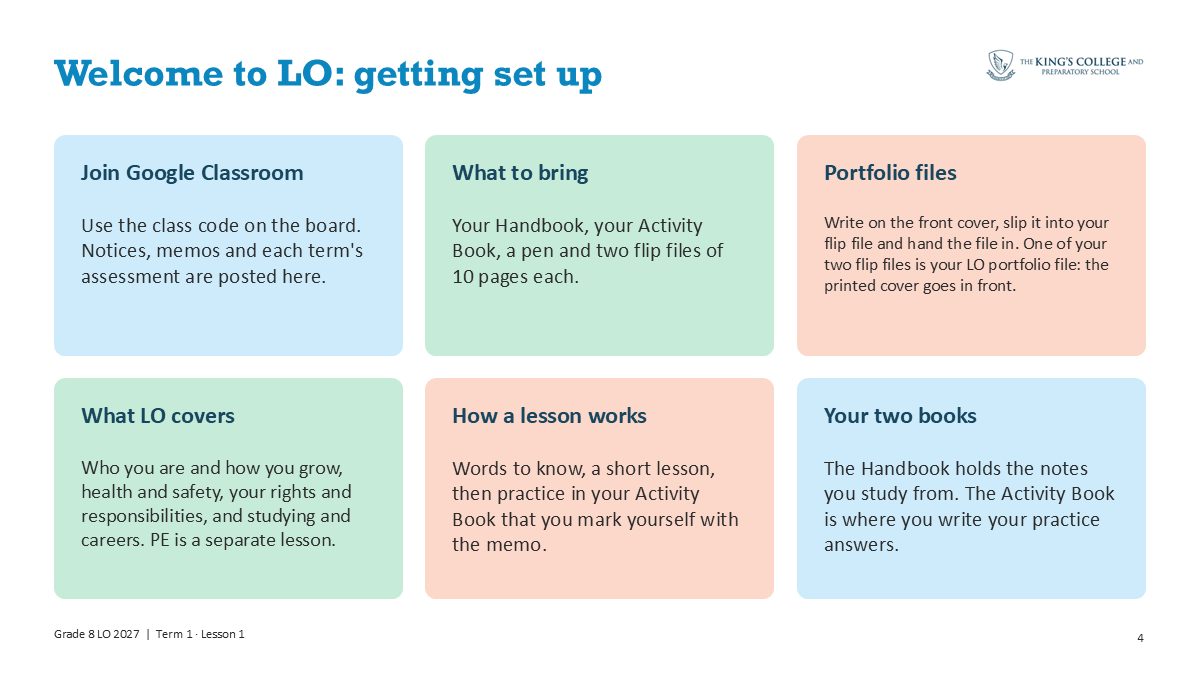 Welcome to LO: getting set up
THE KING'S COLLEGE AND
PREPARATORY SCHOOL
Join Google Classroom
Use the class code on the board.
Notices, memos and each term's
assessment are posted here.
What to bring
Your Handbook, your Activity
Book, a pen and two flip files of
10 pages each.
Portfolio files
Write on the front cover, slip it into your
flip file and hand the file in. One of your
two flip files is your LO portfolio file: the
printed cover goes in front.
What LO covers
Who you are and how you grow,
health and safety, your rights and
responsibilities, and studying and
careers. PE is a separate lesson.
How a lesson works
Words to know, a short lesson,
then practice in your Activity
Book that you mark yourself with
the memo.
Your two books
The Handbook holds the notes
you study from. The Activity Book
is where you write your practice
answers.
Grade 8 LO 2027 | Term 1 · Lesson 1
4